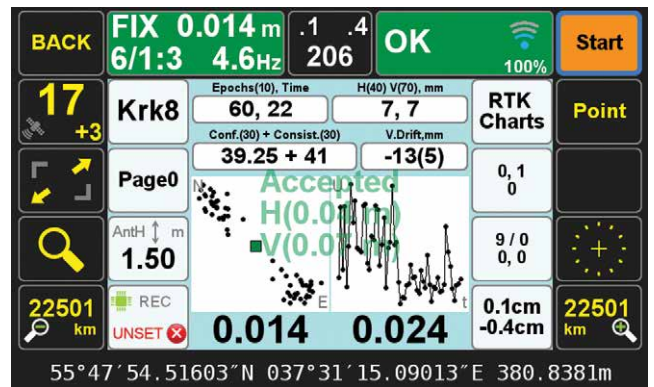 BACK
FIX 0.014 m
6/1:3 4.6Hz
.1 .4
206
OK
100%
Start
17
+3
Krk8
Epochs(10), Time
60, 22
H(40) V(70), mm
7, 7
RTK
Charts
Point
Conf.(30) + Consist.(30)
39.25 + 41
V.Drift,mm
-13(5)
Page0
N
U
Accepted
H(0.04 m)
V(0.07 m)
0, 1
0
AntH m
1.50
9 / 0
0, 0
22501
km
REC
UNSET
E
t
0.014
0.024
0.1cm
-0.4cm
22501
km
55°47′54.51603″N 037°31′15.09013″E 380.8381m